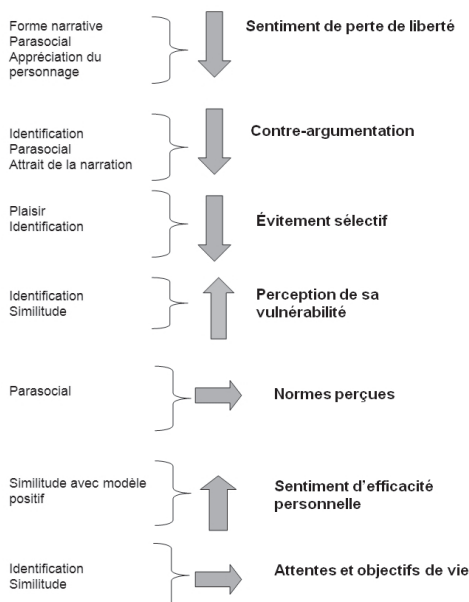 Forme narrative
Parasocial
Appréciation du
personnage
Sentiment de perte de liberté
Identification
Parasocial
Attrait de la narration
Contre-argumentation
Plaisir
Identification
Évitement sélectif
Identification
Similitude
Perception de sa
vulnérabilité
Parasocial
Normes perçues
Similitude avec modèle
positif
Sentiment d'efficacité
personnelle
Identification
Similitude
Attentes et objectifs de vie